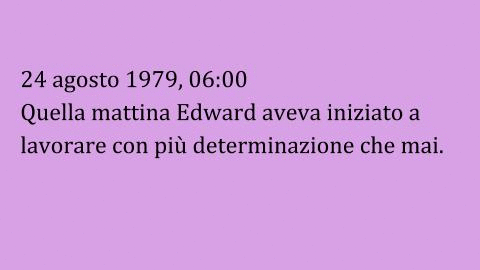 24 agosto 1979, 06:00
Quella mattina Edward aveva iniziato a
lavorare con più determinazione che mai.